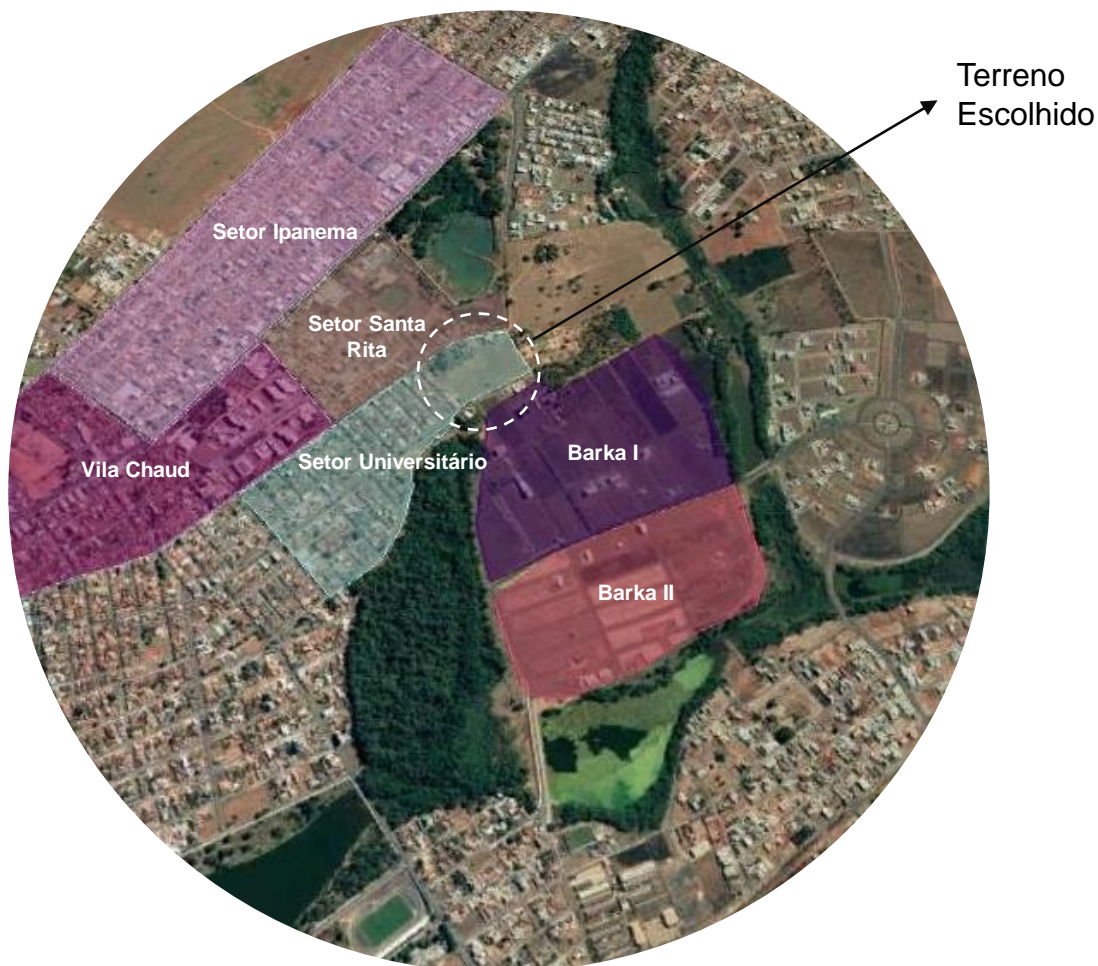 Terreno
Escolhido
Setor Ipanema
Setor Santa
Rita
Setor Universitário
Barka I
Vila Chaud
Barka II